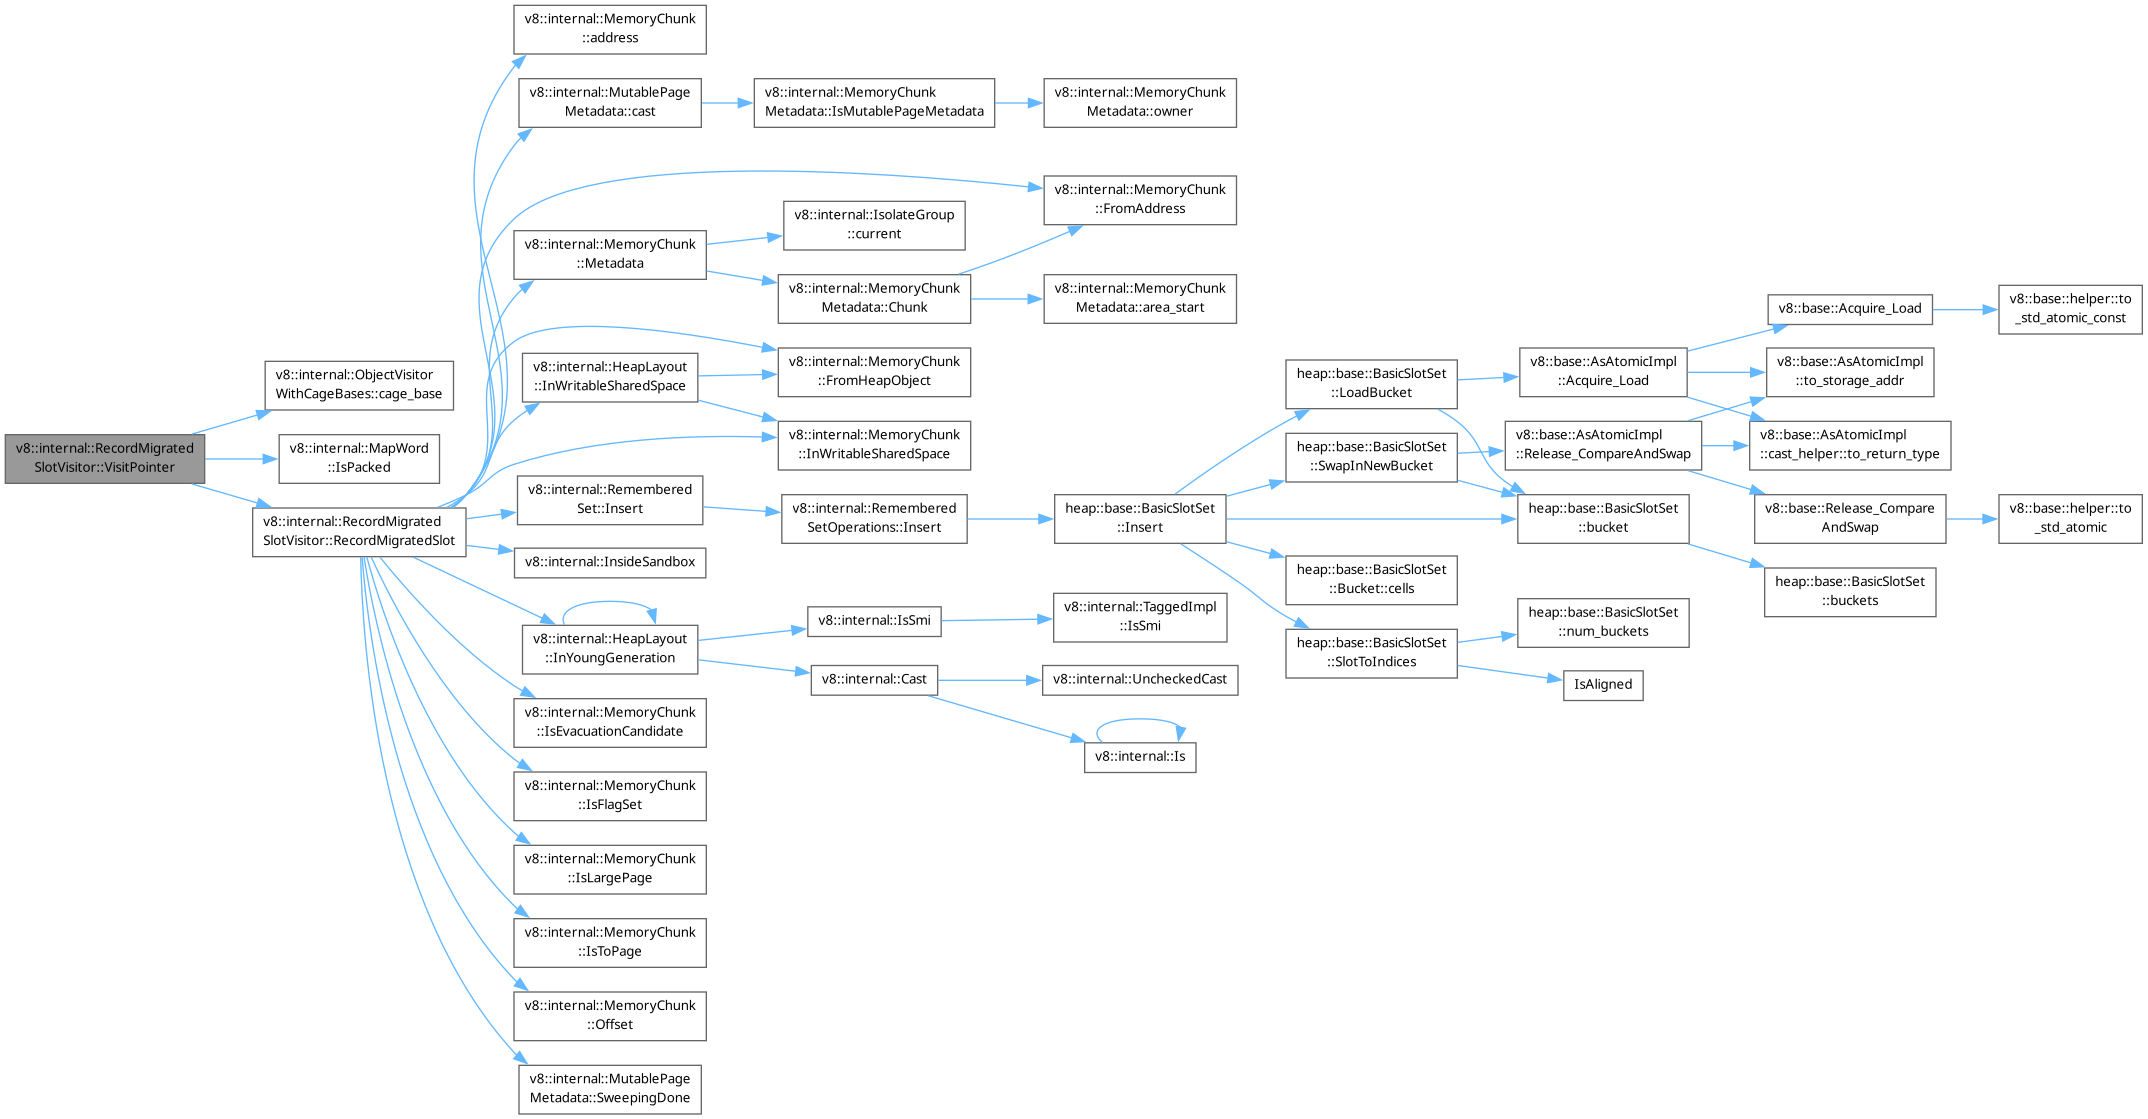 v8::internal::RecordMigrated
SlotVisitor::VisitPointer
v8::internal::ObjectVisitor
WithCageBases::cage_base
v8::internal::MapWord
::IsPacked
v8::internal::RecordMigrated
SlotVisitor::RecordMigratedSlot
v8::internal::MemoryChunk
::address
v8::internal::MutablePage
Metadata::cast
v8::internal::MemoryChunk
Metadata::IsMutablePageMetadata
v8::internal::MemoryChunk
Metadata::owner
v8::internal::MemoryChunk
::FromAddress
v8::internal::MemoryChunk
::Metadata
v8::internal::IsolateGroup
::current
v8::internal::MemoryChunk
Metadata::Chunk
v8::internal::MemoryChunk
Metadata::area_start
v8::internal::HeapLayout
::InWritableSharedSpace
v8::internal::MemoryChunk
::FromHeapObject
v8::internal::MemoryChunk
::InWritableSharedSpace
v8::internal::Remembered
Set::Insert
v8::internal::Remembered
SetOperations::Insert
heap::base::BasicSlotSet
::Insert
heap::base::BasicSlotSet
::LoadBucket
v8::base::AsAtomicImpl
::Acquire_Load
v8::base::Acquire_Load
v8::base::helper::to
_std_atomic_const
v8::base::AsAtomicImpl
::to_storage_addr
v8::base::AsAtomicImpl
::cast_helper::to_return_type
heap::base::BasicSlotSet
::SwapInNewBucket
v8::base::AsAtomicImpl
::Release_CompareAndSwap
v8::base::Release_Compare
AndSwap
v8::base::helper::to
_std_atomic
heap::base::BasicSlotSet
::bucket
heap::base::BasicSlotSet
::buckets
heap::base::BasicSlotSet
::Bucket::cells
heap::base::BasicSlotSet
::SlotToIndices
heap::base::BasicSlotSet
::num_buckets
IsAligned
v8::internal::InsideSandbox
v8::internal::HeapLayout
::InYoungGeneration
v8::internal::IsSmi
v8::internal::TaggedImpl
::IsSmi
v8::internal::Cast
v8::internal::UncheckedCast
v8::internal::Is
v8::internal::MemoryChunk
::IsEvacuationCandidate
v8::internal::MemoryChunk
::IsFlagSet
v8::internal::MemoryChunk
::IsLargePage
v8::internal::MemoryChunk
::IsToPage
v8::internal::MemoryChunk
::Offset
v8::internal::MutablePage
Metadata::SweepingDone